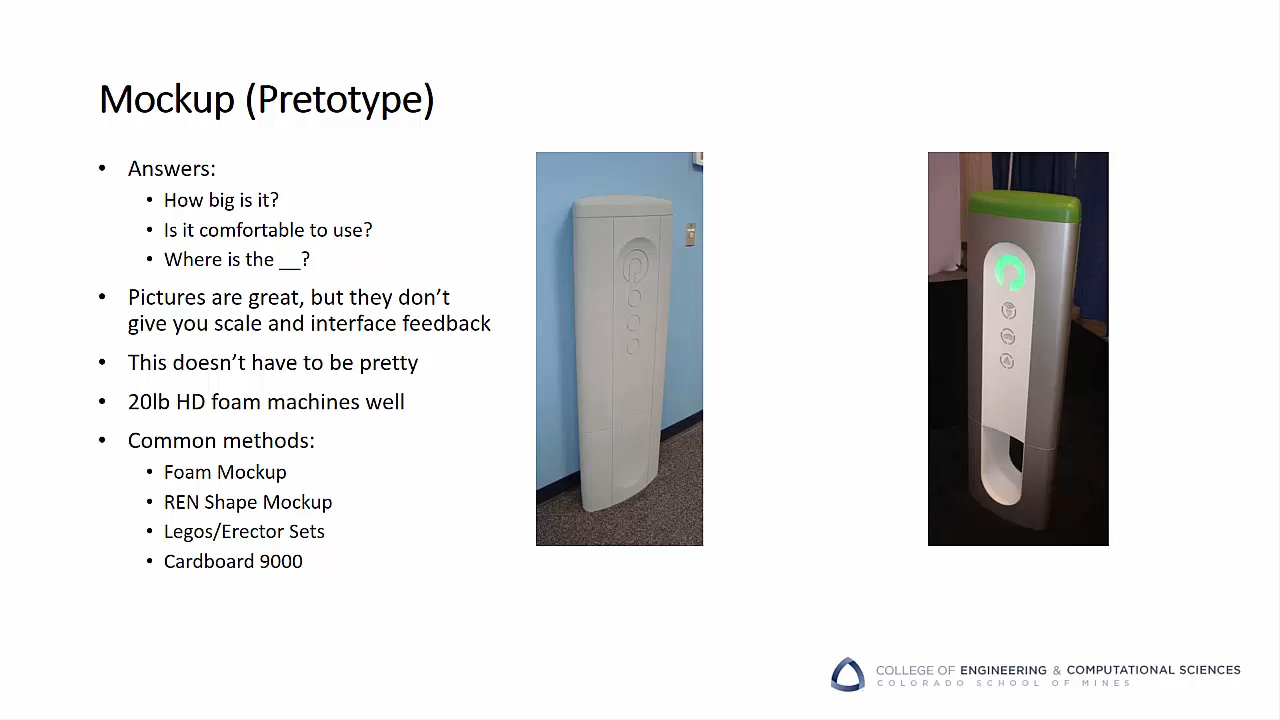 Mockup (Pretotype)
• Answers:
• How big is it?
• Is it comfortable to use?
• Where is the __?
• Pictures are great, but they don’t
give you scale and interface feedback
• This doesn’t have to be pretty
• 20lb HD foam machines well
• Common methods:
• Foam Mockup
• REN Shape Mockup
• Legos/Erector Sets
• Cardboard 9000
COLLEGE OF ENGINEERING & COMPUTATIONAL SCIENCES
COLORADO SCHOOL OF MINES